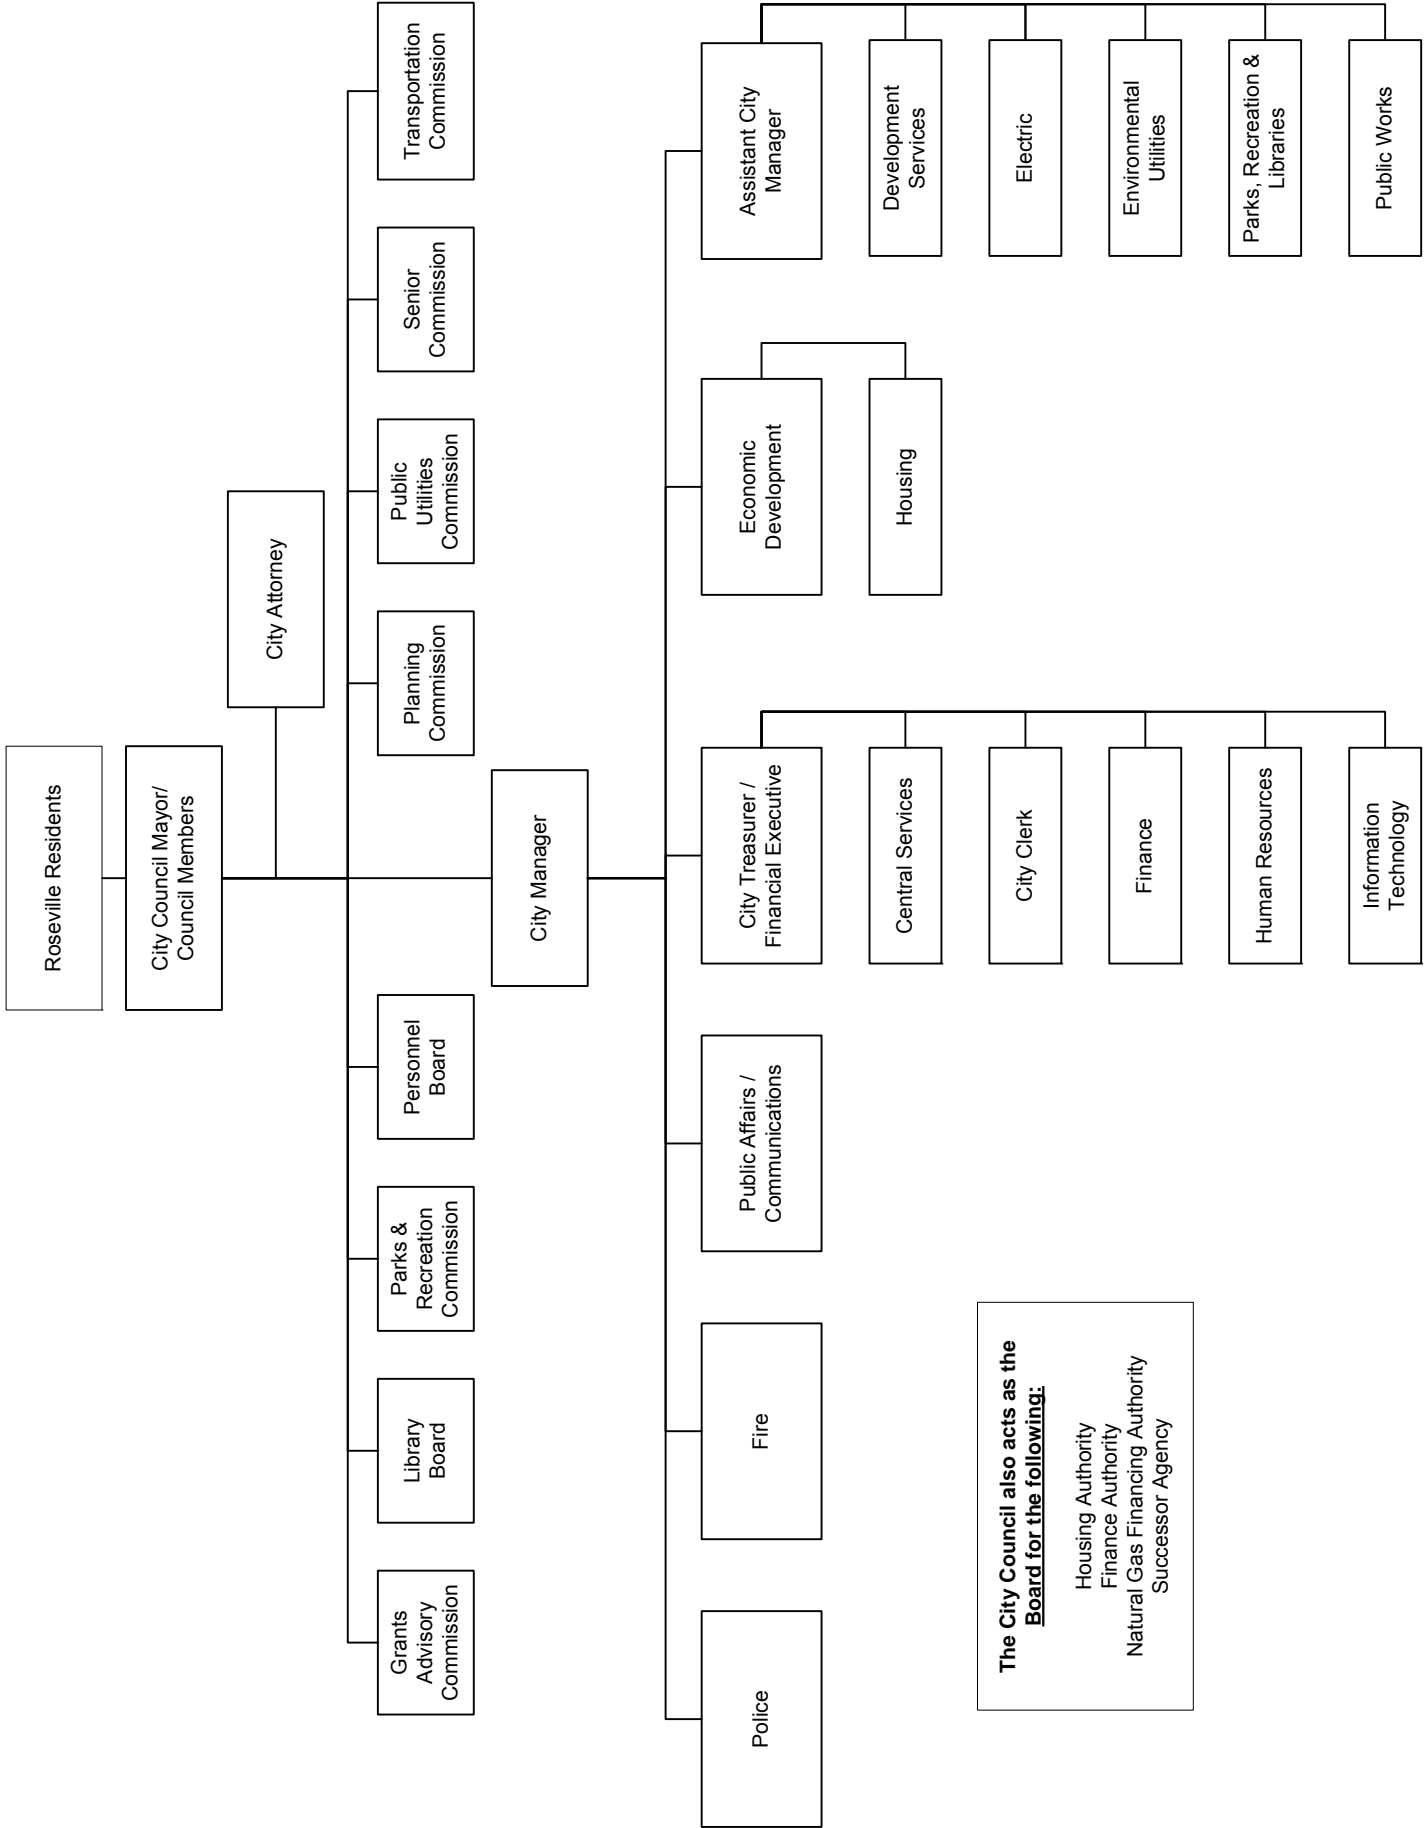 Roseville Residents
City Council Mayor/
Council Members
City Attorney
Grants
Advisory
Commission
Library
Board
Parks &
Recreation
Commission
Personnel
Board
Planning
Commission
Public
Utilities
Commission
Senior
Commission
Transportation
Commission
City Manager
Police
Fire
Public Affairs /
Communications
City Treasurer /
Financial Executive
Central Services
City Clerk
Finance
Human Resources
Information
Technology
Economic
Development
Housing
Assistant City
Manager
Development
Services
Electric
Environmental
Utilities
Parks, Recreation &
Libraries
Public Works
The City Council also acts as the
Board for the following:
Housing Authority
Finance Authority
Natural Gas Financing Authority
Successor Agency